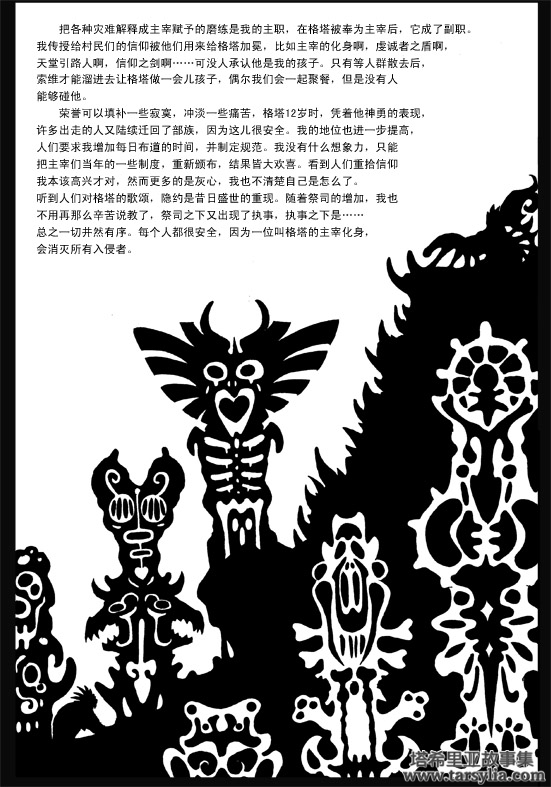 把各种灾难解释成主宰赋予的磨练是我的主职，在格塔被奉为主宰后，它成了副职。
我传授给村民们的信仰被他们用来给格塔加冕，比如主宰的化身啊，虔诚者之盾啊，
天堂引路人啊，信仰之剑啊……可没人承认他是我的孩子。只有等人群散去后，
索维才能溜进去让格塔做一会儿孩子，偶尔我们会一起聚餐，但是没有人
能够碰他。
荣誉可以填补一些寂寞，冲淡一些痛苦，格塔12岁时，凭着他神勇的表现，
许多出走的人又陆续迁回了部族，因为这儿很安全。我的地位也进一步提高，
人们要求我增加每日布道的时间，并制定规范。我没有什么想象力，只能
把主宰们当年的一些制度，重新颁布，结果皆大欢喜。看到人们重拾信仰
我本该高兴才对，然而更多的是灰心，我也不清楚自己是怎么了。
听到人们对格塔的歌颂，隐约是昔日盛世的重现。随着祭司的增加，我也
不用再那么辛苦说教了，祭司之下又出现了执事，执事之下是……
总之一切井然有序。每个人都很安全，因为一位叫格塔的主宰化身，
会消灭所有入侵者。
塔希里亚故事集
www.tarsylia.com